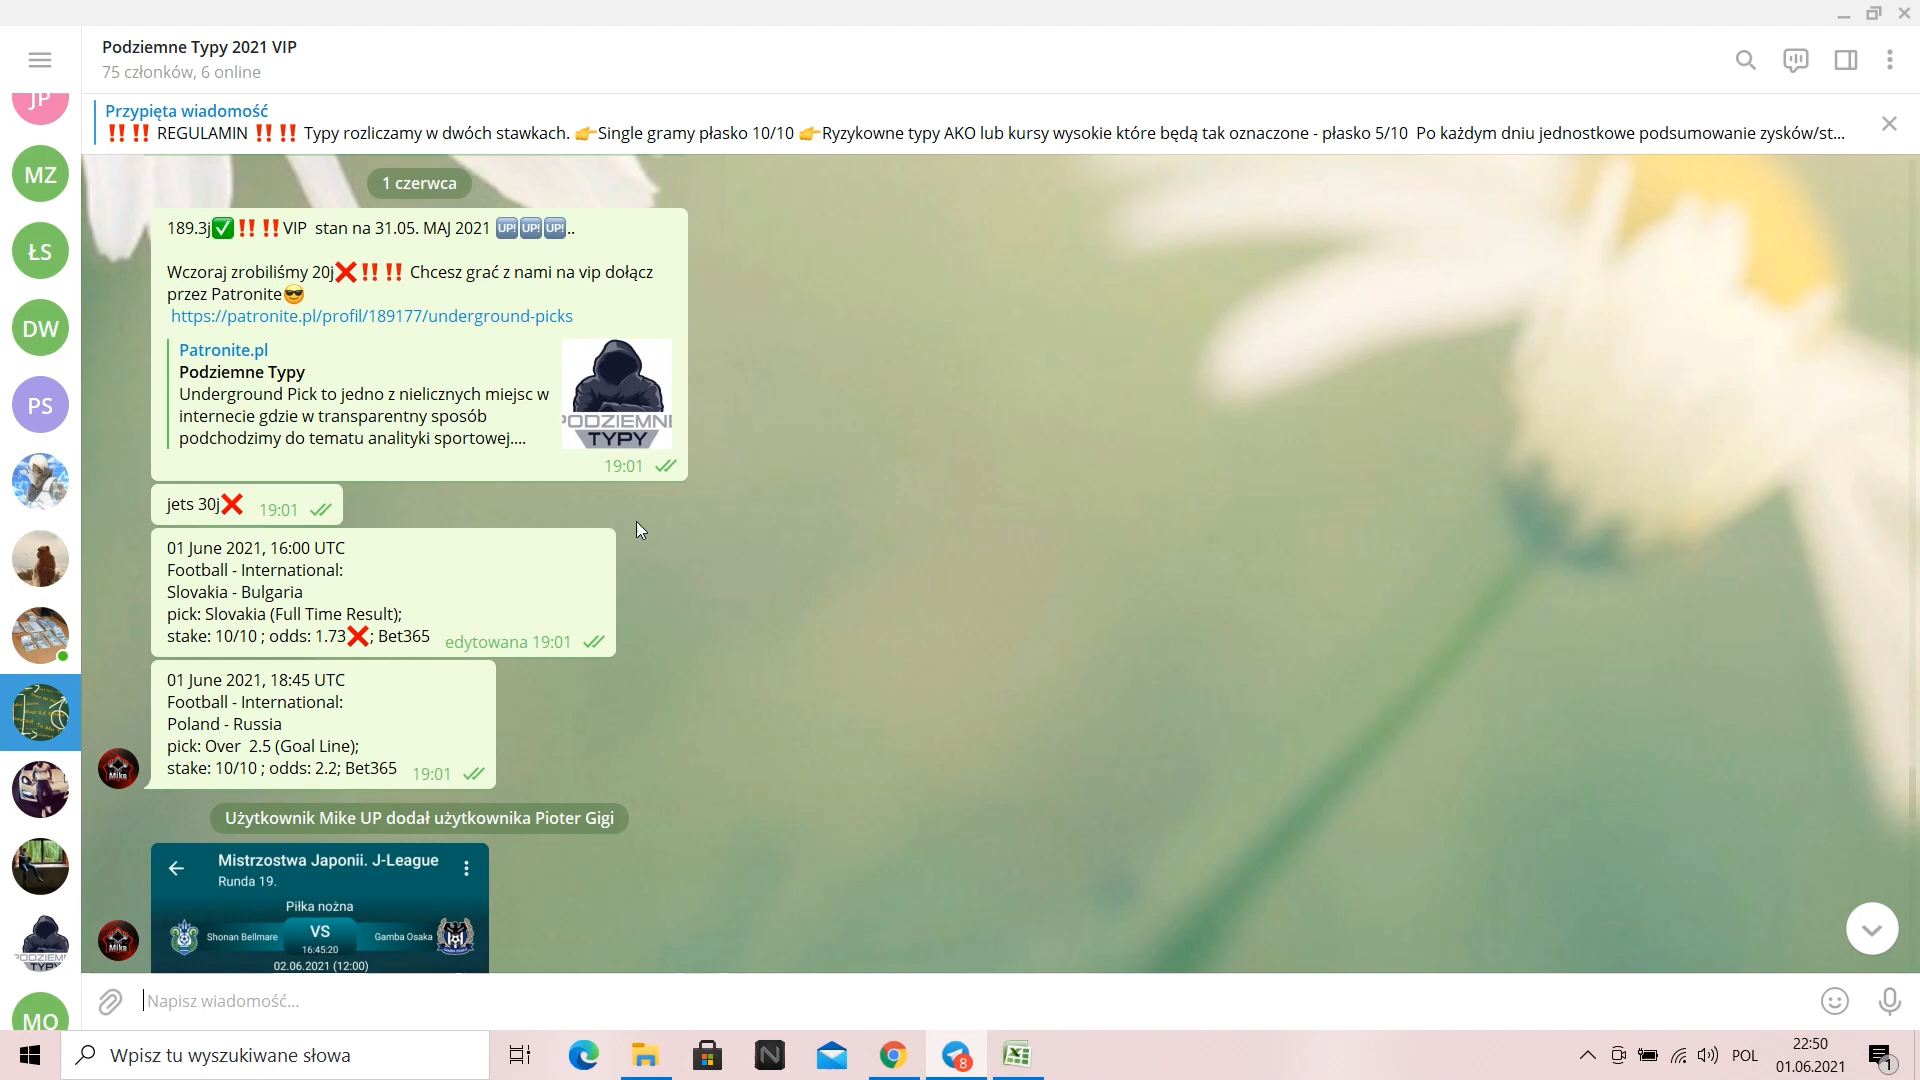 Podziemne Typy 2021 VIP
75 członków, 6 online
Przypięta wiadomość
‼️‼️ REGULAMIN ‼️‼️ Typy rozliczamy w dwóch stawkach. 👉Single gramy płasko 10/10 👉Ryzykowne typy AKO lub kursy wysokie które będą tak oznaczone - płasko 5/10 Po każdym dniu jednostkowe podsumowanie zysków/st...
JP
MZ
ŁS
DW
PS
MO
1 czerwca
189.3j✅‼️‼️VIP stan na 31.05. MAJ 2021 🆙🆙🆙..
Wczoraj zrobiliśmy 20j❌‼️‼️ Chcesz grać z nami na vip dołącz
przez Patronite😎
https://patronite.pl/profil/189177/underground-picks
Patronite.pl
Podziemne Typy
Underground Pick to jedno z nielicznych miejsc w
internecie gdzie w transparentny sposób
podchodzimy do tematu analityki sportowej....
PODZIEMNE
TYPY
19:01
jets 30j❌ 19:01
01 June 2021, 16:00 UTC
Football - International:
Slovakia - Bulgaria
pick: Slovakia (Full Time Result);
stake: 10/10 ; odds: 1.73❌; Bet365 edytowana 19:01
01 June 2021, 18:45 UTC
Football - International:
Poland - Russia
pick: Over 2.5 (Goal Line);
stake: 10/10 ; odds: 2.2; Bet365 19:01
Mike
Użytkownik Mike UP dodał użytkownika Pioter Gigi
Mistrzostwa Japonii. J-League
Runda 19.
Piłka nożna
Shonan Bellmare VS Gamba Osaka
16:45:20
02.06.2021 (12:00)
Mike
Napisz wiadomość...
Wpisz tu wyszukiwane słowa
8
POL
22:50
01.06.2021
1